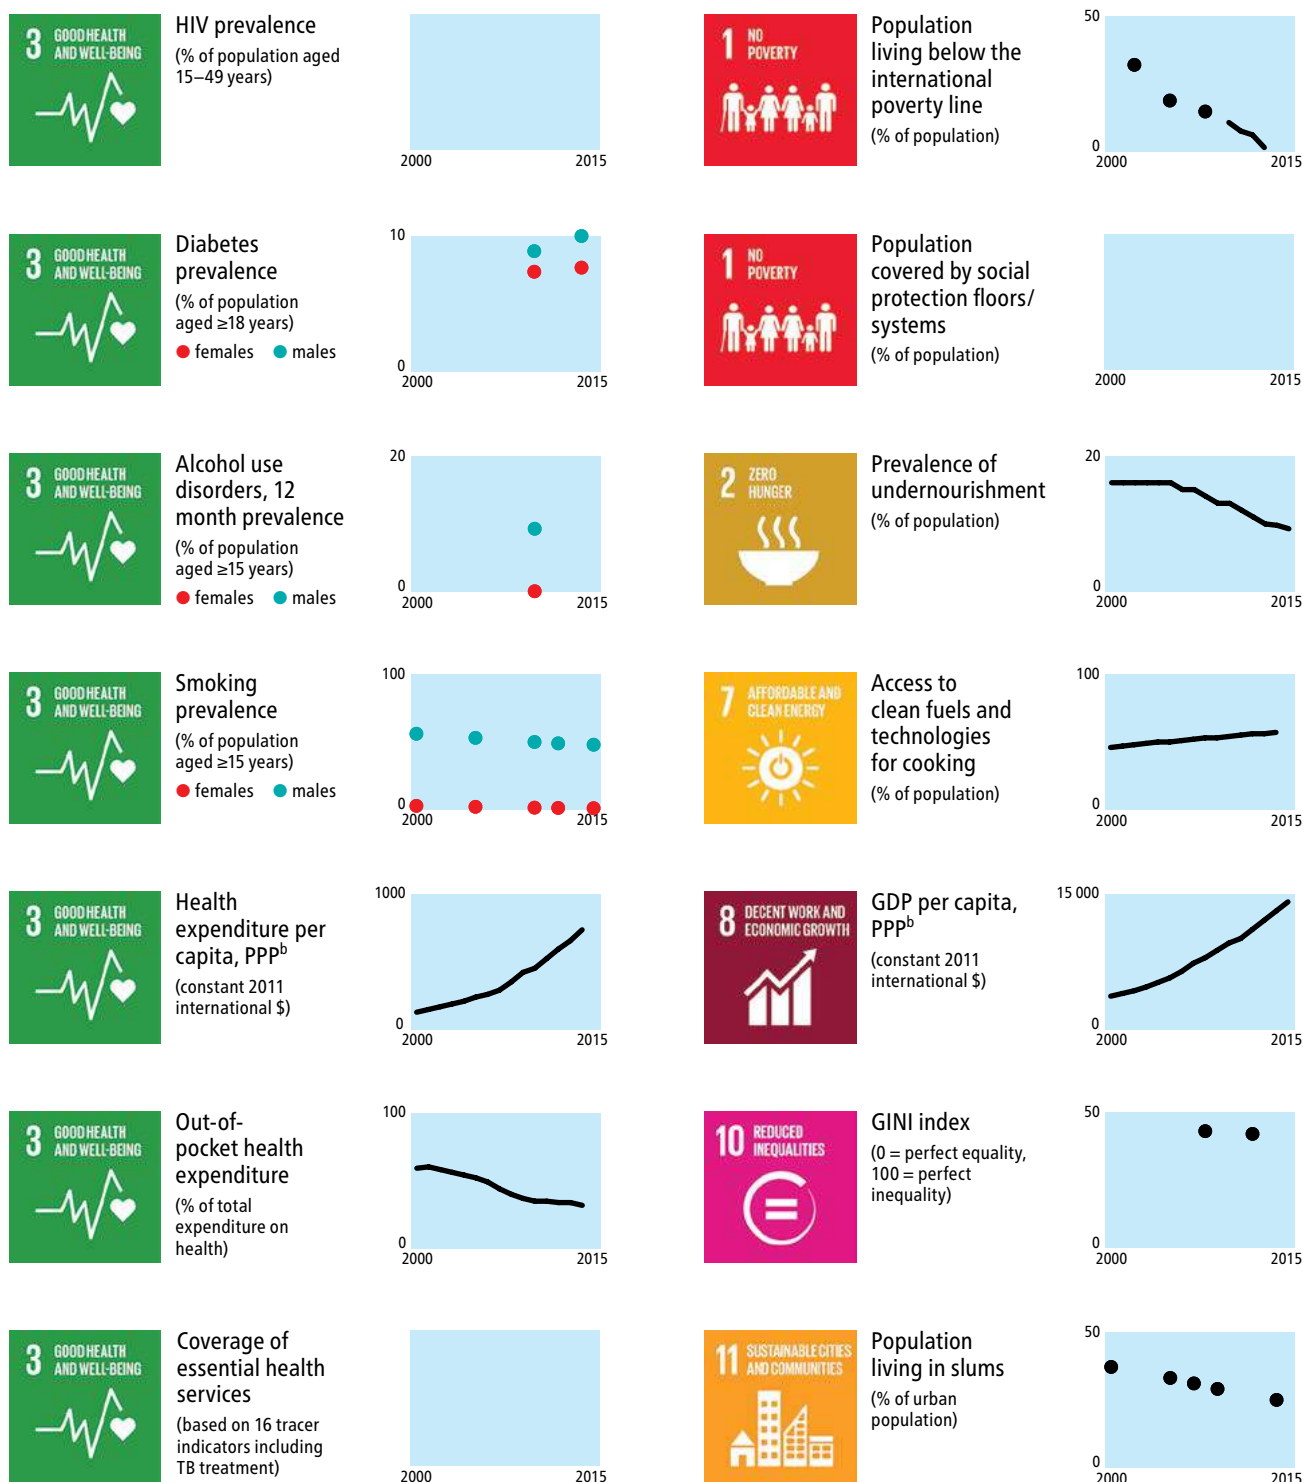 3 GOOD HEALTH
AND WELL-BEING
HIV prevalence
(% of population aged
15–49 years)
2000 2015
3 GOOD HEALTH
AND WELL-BEING
Diabetes
prevalence
(% of population
aged ≥18 years)
females males
10
0
2000 2015
3 GOOD HEALTH
AND WELL-BEING
Alcohol use
disorders, 12
month prevalence
(% of population
aged ≥15 years)
females males
20
0
2000 2015
3 GOOD HEALTH
AND WELL-BEING
Smoking
prevalence
(% of population
aged ≥15 years)
females males
100
0
2000 2015
3 GOOD HEALTH
AND WELL-BEING
Health
expenditure per
capita, PPPb
(constant 2011
international $)
1000
0
2000 2015
3 GOOD HEALTH
AND WELL-BEING
Out-of-
pocket health
expenditure
(% of total
expenditure on
health)
100
0
2000 2015
3 GOOD HEALTH
AND WELL-BEING
Coverage of
essential health
services
(based on 16 tracer
indicators including
TB treatment)
2000 2015
1 NO
POVERTY
Population
living below the
international
poverty line
(% of population)
50
0
2000 2015
1 NO
POVERTY
Population
covered by social
protection floors/
systems
(% of population)
2000 2015
2 ZERO
HUNGER
Prevalence of
undernourishment
(% of population)
20
0
2000 2015
7 AFFORDABLE AND
CLEAN ENERGY
Access to
clean fuels and
technologies
for cooking
(% of population)
100
0
2000 2015
8 DECENT WORK AND
ECONOMIC GROWTH
GDP per capita,
PPPb
(constant 2011
international $)
15 000
0
2000 2015
10 REDUCED
INEQUALITIES
GINI index
(0 = perfect equality,
100 = perfect
inequality)
50
0
2000 2015
11 SUSTAINABLE CITIES
AND COMMUNITIES
Population
living in slums
(% of urban
population)
50
0
2000 2015